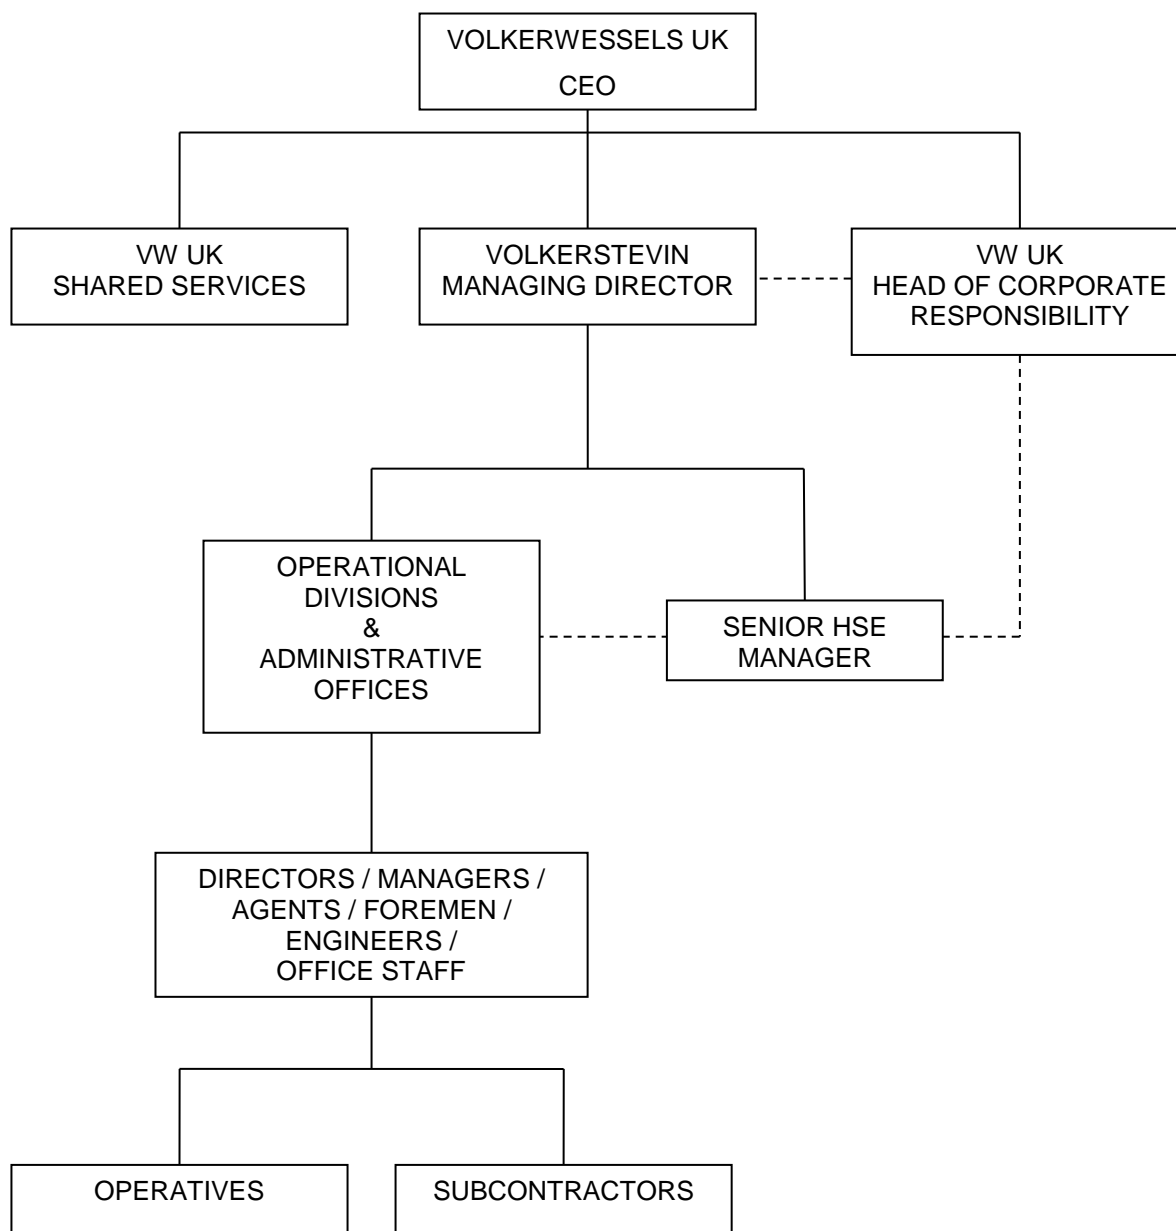 VOLKERWESSELS UK
CEO
VW UK
SHARED SERVICES
VOLKERSTEVIN
MANAGING DIRECTOR
VW UK
HEAD OF CORPORATE
RESPONSIBILITY
OPERATIONAL
DIVISIONS
&
ADMINISTRATIVE
OFFICES
SENIOR HSE
MANAGER
DIRECTORS / MANAGERS /
AGENTS / FOREMEN /
ENGINEERS /
OFFICE STAFF
OPERATIVES
SUBCONTRACTORS